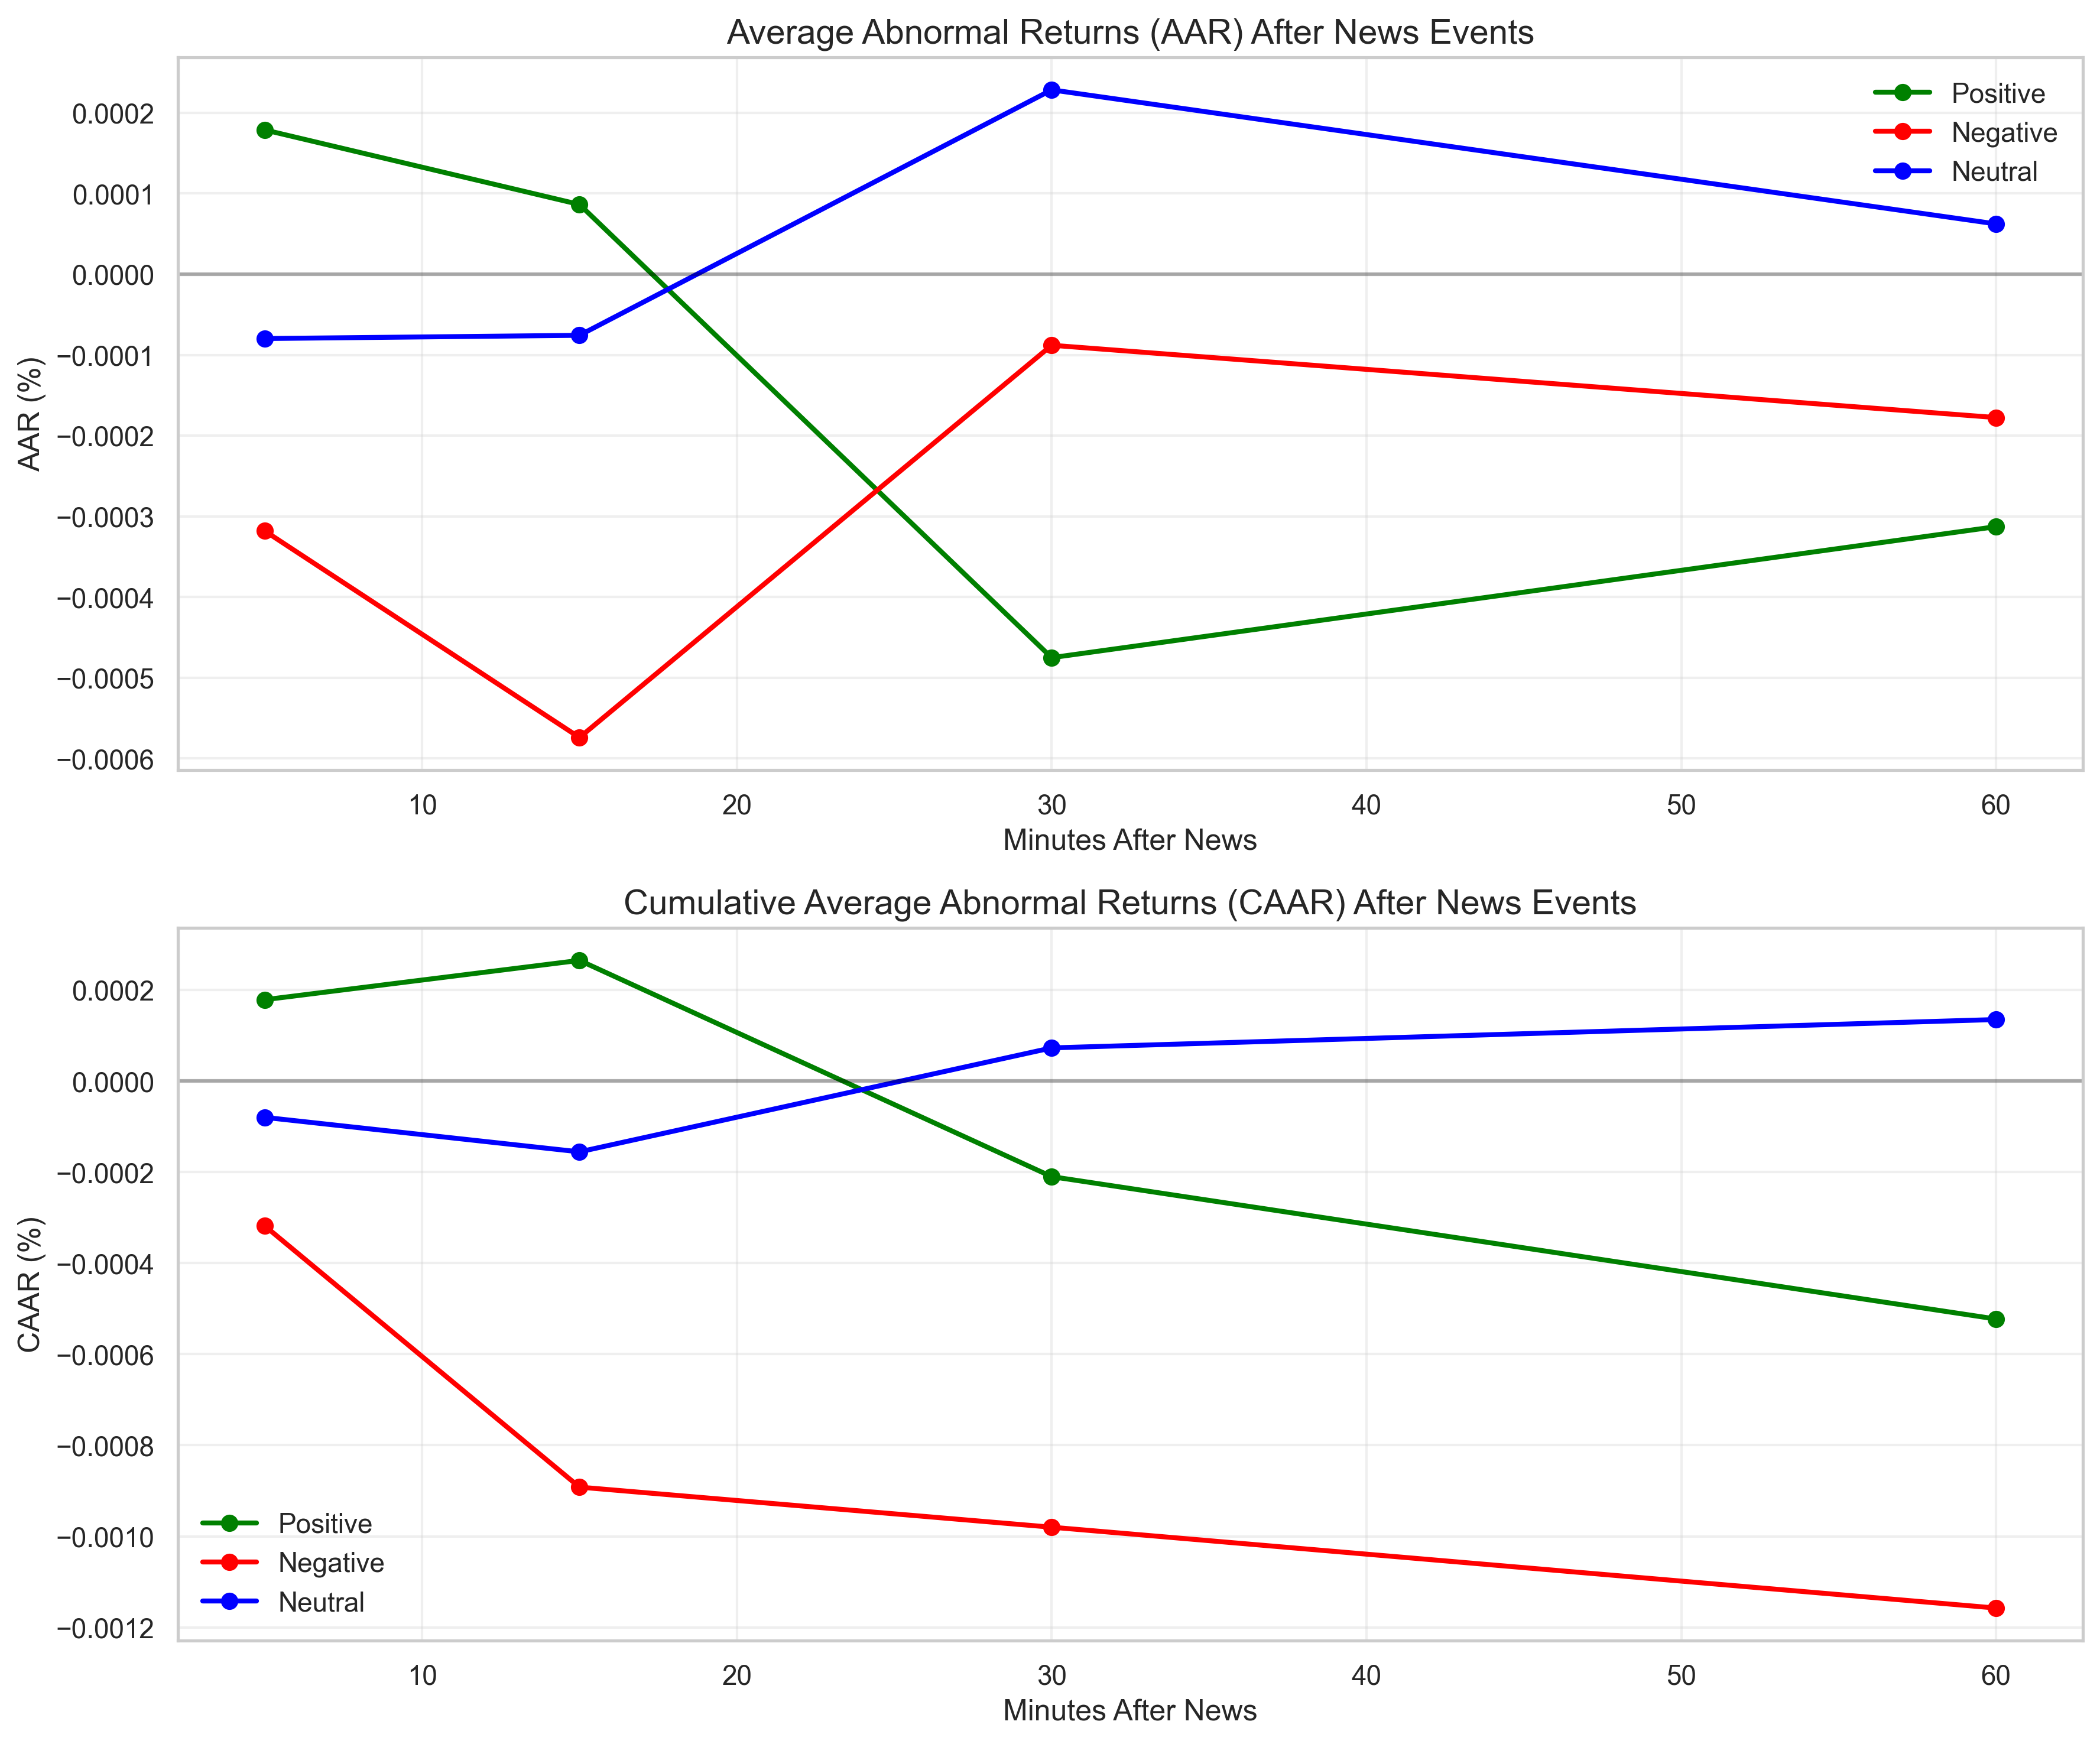 Average Abnormal Returns (AAR) After News Events
0.0002
0.0001
0.0000
−0.0001
−0.0002
−0.0003
−0.0004
−0.0005
−0.0006
AAR (%)
Positive
Negative
Neutral
10 20 30 40 50 60
Minutes After News
Cumulative Average Abnormal Returns (CAAR) After News Events
0.0002
0.0000
−0.0002
−0.0004
−0.0006
−0.0008
−0.0010
−0.0012
CAAR (%)
Positive
Negative
Neutral
10 20 30 40 50 60
Minutes After News